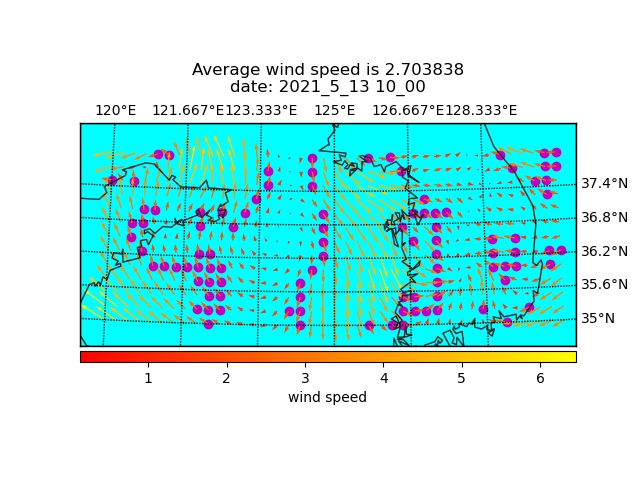 Average wind speed is 2.703838
date: 2021_5_13 10_00
120°E 121.667°E 123.333°E 125°E 126.667°E 128.333°E
37.4°N
36.8°N
36.2°N
35.6°N
35°N
1 2 3 4 5 6
wind speed